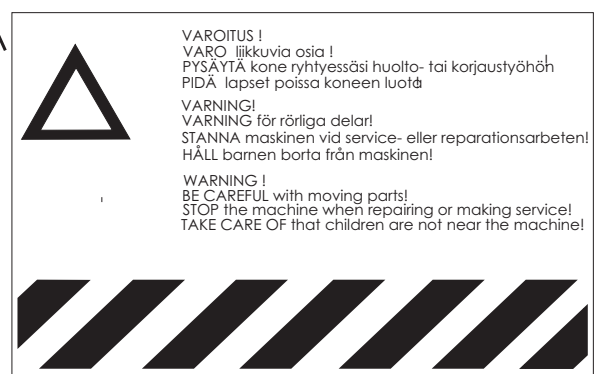 VAROITUS !
VARO liikkuvia osia !
PYSÄYTÄ kone ryhtyessäsi huolto- tai korjaustyöhön
PIDÄ lapset poissa koneen luota
VARNING!
VARNING för rörliga delar!
STANNA maskinen vid service- eller reparationsarbeten!
HÅLL barnen borta från maskinen!
WARNING !
BE CAREFUL with moving parts!
STOP the machine when repairing or making service!
TAKE CARE OF that children are not near the machine!